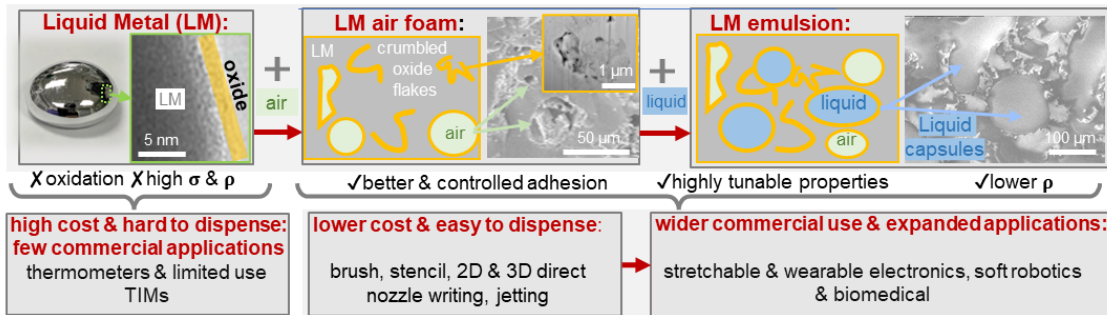 Liquid Metal (LM):
LM
oxide
5 nm
+
air
LM air foam:
LM
crumbled
oxide
flakes
air
1 µm
50 µm
+
liquid
LM emulsion:
liquid
air
Liquid
capsules
100 µm
✗oxidation ✗high σ & ρ
✓better & controlled adhesion
✓highly tunable properties
✓lower ρ
high cost & hard to dispense:
few commercial applications
thermometers & limited use
TIMs
lower cost & easy to dispense:
brush, stencil, 2D & 3D direct
nozzle writing, jetting
wider commercial use & expanded applications:
stretchable & wearable electronics, soft robotics
& biomedical